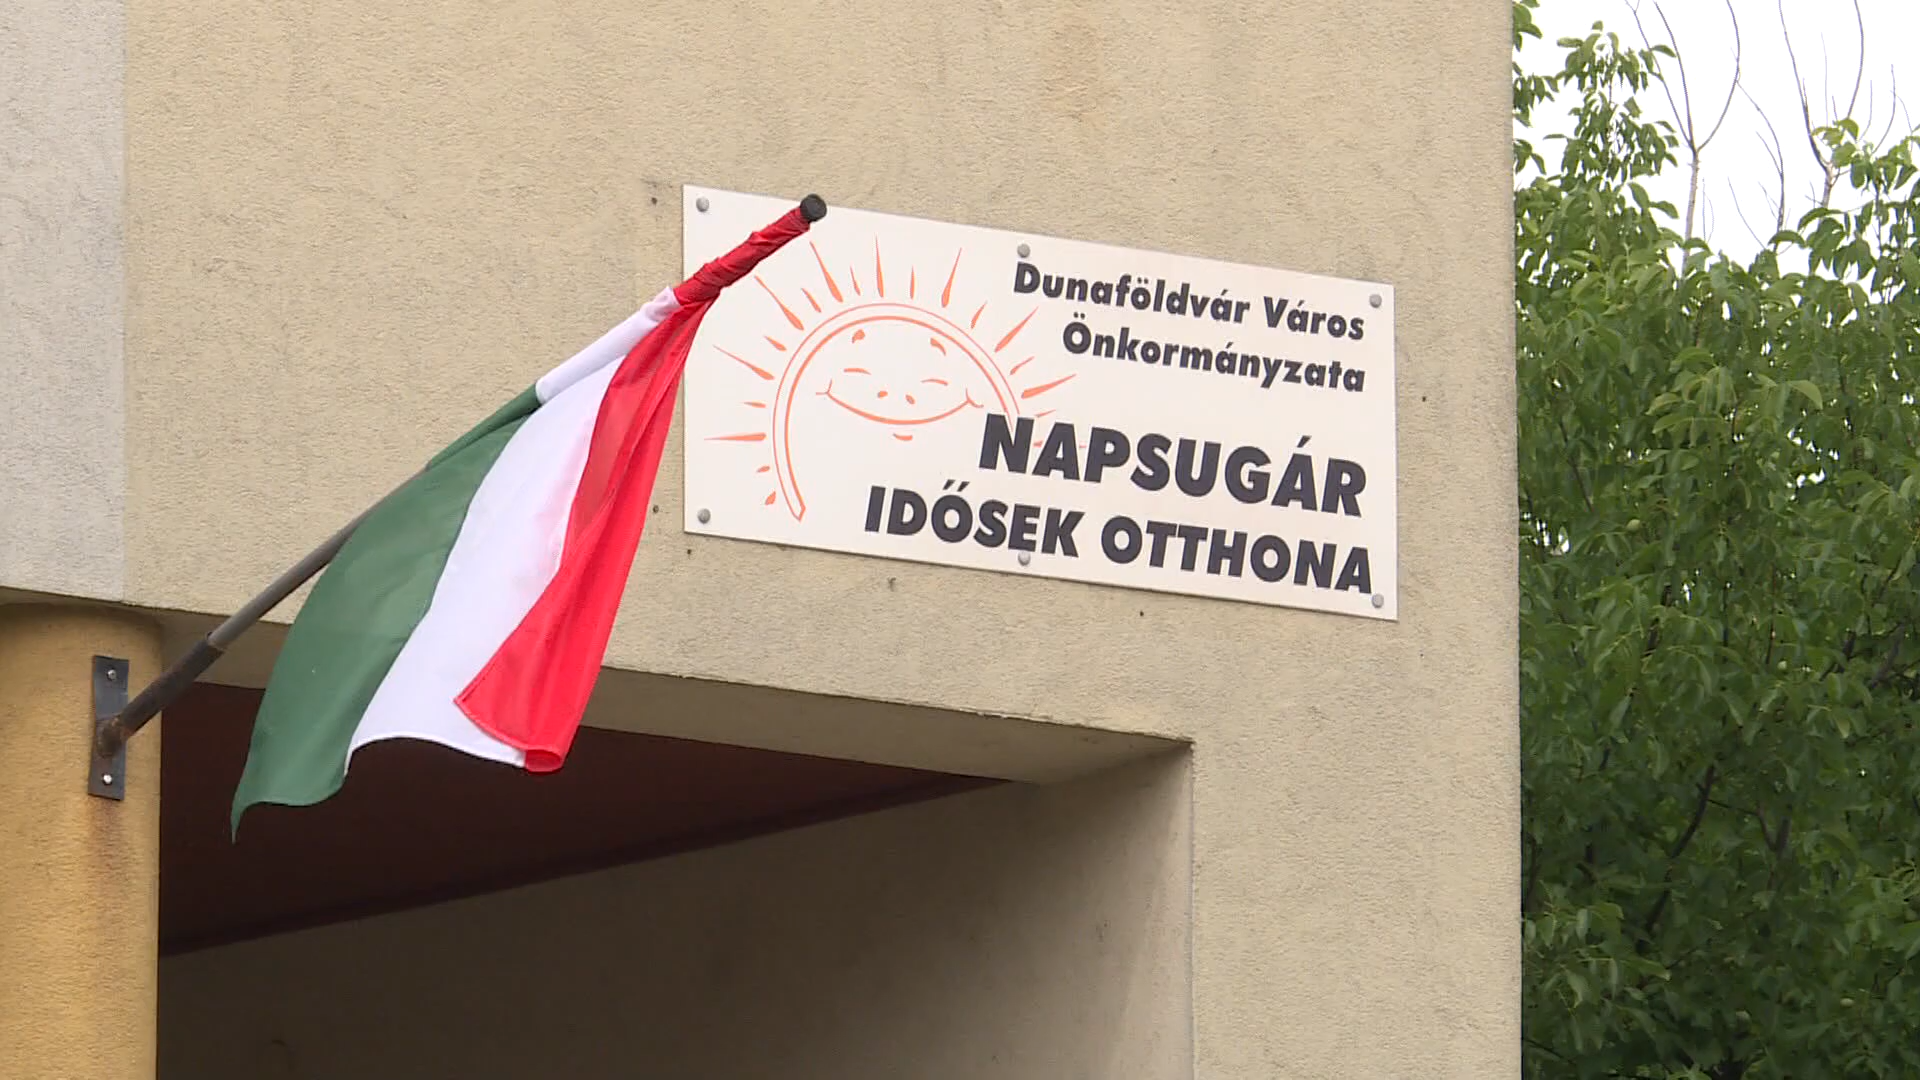 Dunaföldvár Város
Önkormányzata
NAPSUGÁR
IDŐSEK OTTHONA